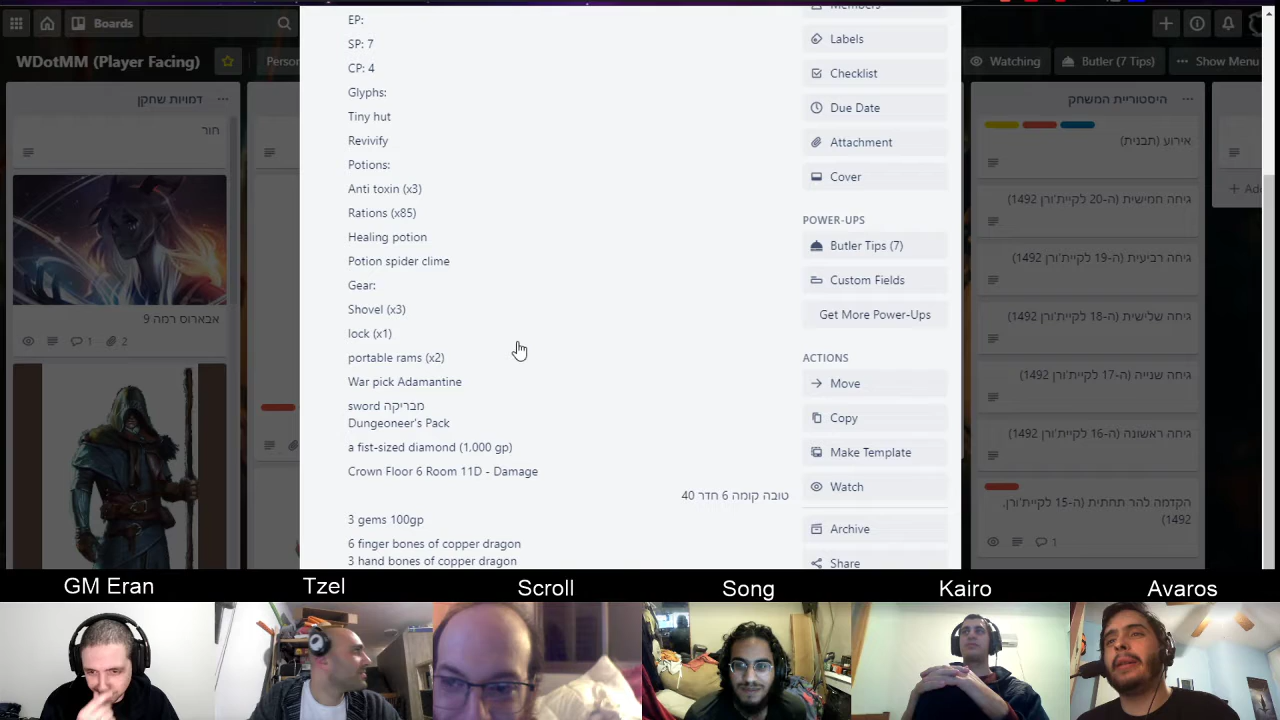 Boards
WDotMM (Player Facing)
Watching
Butler (7 Tips)
Show Menu
דמויות שחקן
חור
אבארוס רמה 9
1
2
EP:
SP: 7
CP: 4
Glyphs:
Tiny hut
Revivify
Potions:
Anti toxin (x3)
Rations (x85)
Healing potion
Potion spider clime
Gear:
Shovel (x3)
lock (x1)
portable rams (x2)
War pick Adamantine
sword מבריקה
Dungeoneer's Pack
a fist-sized diamond (1,000 gp)
Crown Floor 6 Room 11D - Damage
טובה קומה 6 חדר 40
3 gems 100gp
6 finger bones of copper dragon
3 hand bones of copper dragon
Members
Labels
Checklist
Due Date
Attachment
Cover
POWER-UPS
Butler Tips (7)
Custom Fields
Get More Power-Ups
ACTIONS
Move
Copy
Make Template
Watch
Archive
Share
היסטוריית המשחק
אירוע (תבנית)
גיחה חמישית (ה-20 לקיית'ורן 1492)
גיחה רביעית (ה-19 לקיית'ורן 1492)
גיחה שלישית (ה-18 לקיית'ורן 1492)
גיחה שנייה (ה-17 לקיית'ורן 1492)
גיחה ראשונה (ה-16 לקיית'ורן 1492)
הקדמה להר תחתית (ה-15 לקיית'ורן,
1492)
1
GM Eran
Tzel
Scroll
Song
Kairo
Avaros